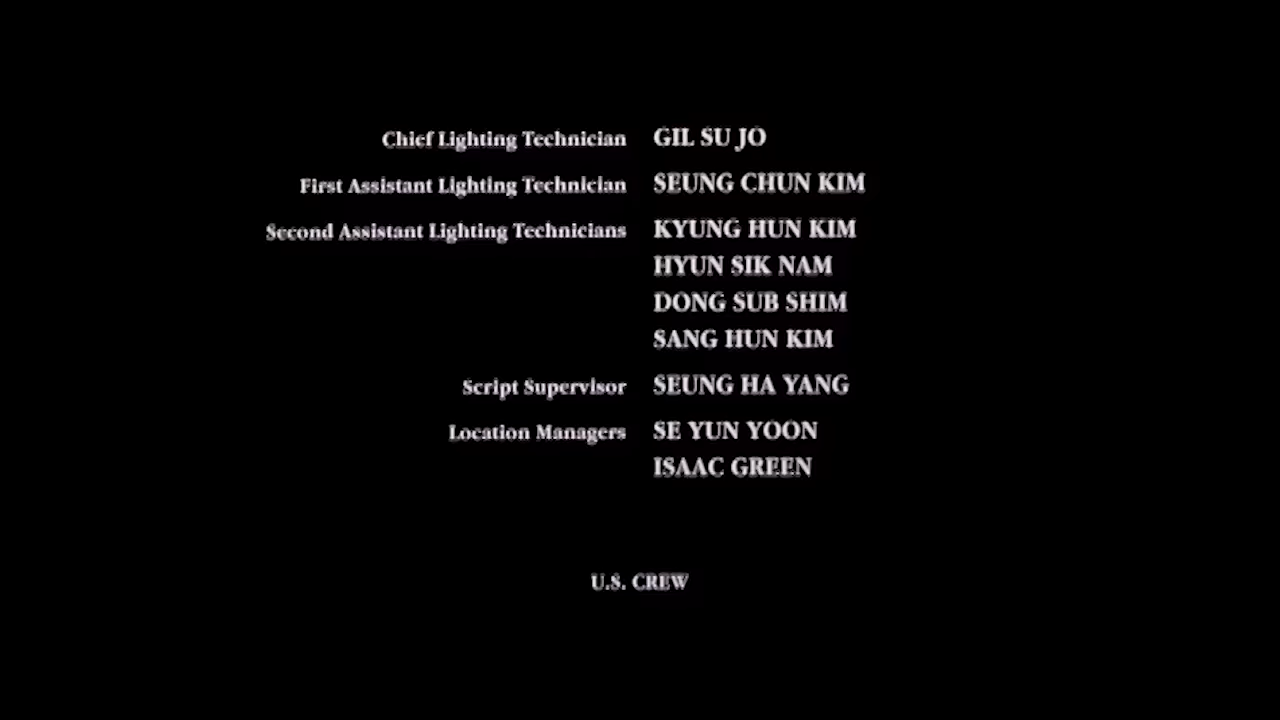 Chief Lighting Technician GIL SU JO
First Assistant Lighting Technician SEUNG CHUN KIM
Second Assistant Lighting Technicians KYUNG HUN KIM
HYUN SIK NAM
DONG SUB SHIM
SANG HUN KIM
Script Supervisor SEUNG HA YANG
Location Managers SE YUN YOON
ISAAC GREEN
U.S. CREW